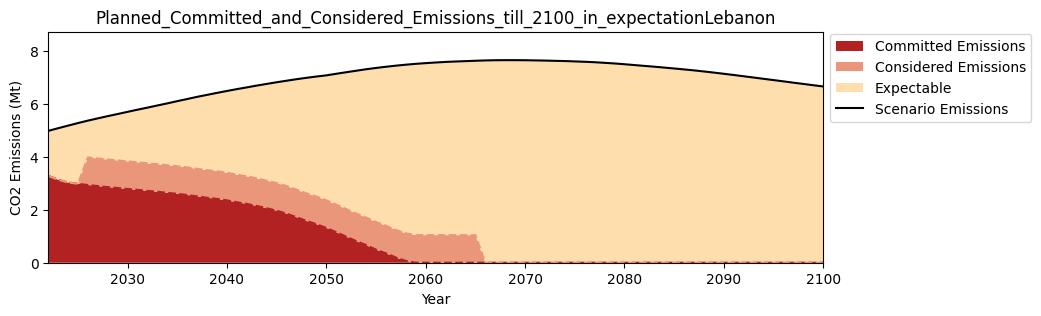 Planned_Committed_and_Considered_Emissions_till_2100_in_expectationLebanon
CO2 Emissions (Mt)
8
6
4
2
0
2030 2040 2050 2060 2070 2080 2090 2100
Year
Committed Emissions
Considered Emissions
Expectable
Scenario Emissions